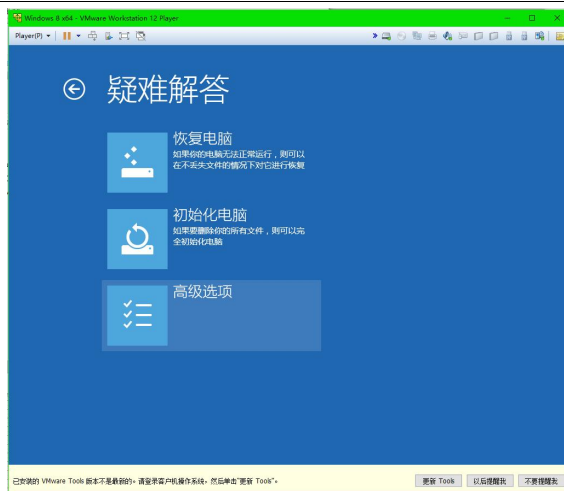 Windows 8 x64 - VMware Workstation 12 Player
Player(P)
疑难解答
恢复电脑
如果你的电脑无法正常运行，则可以
在不丢失文件的情况下对它进行恢复
初始化电脑
如果要删除你的所有文件，则可以完
全初始化电脑
高级选项
已安装的 VMware Tools 版本不是最新的。请登录客户机操作系统，然后单击“更新 Tools”。
更新 Tools
以后提醒我
不要提醒我